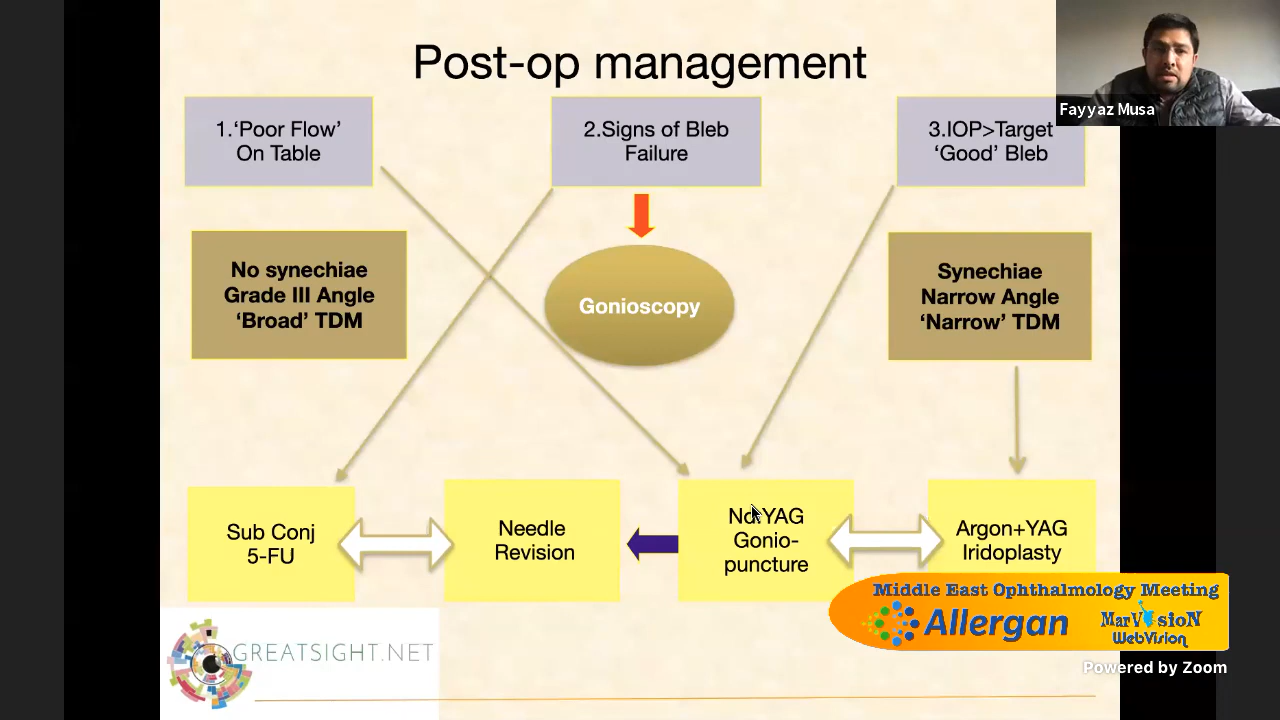 Post-op management
Fayyaz Musa
1.‘Poor Flow’
On Table
2.Signs of Bleb
Failure
3.IOP>Target
‘Good’ Bleb
No synechiae
Grade III Angle
‘Broad’ TDM
Gonioscopy
Synechiae
Narrow Angle
‘Narrow’ TDM
Sub Conj
5-FU
Needle
Revision
Nd:YAG
Gonio-
puncture
Argon+YAG
Iridoplasty
Middle East Ophthalmology Meeting
Allergan
MarVision
WebVision
Powered by Zoom
GREATSIGHT.NET